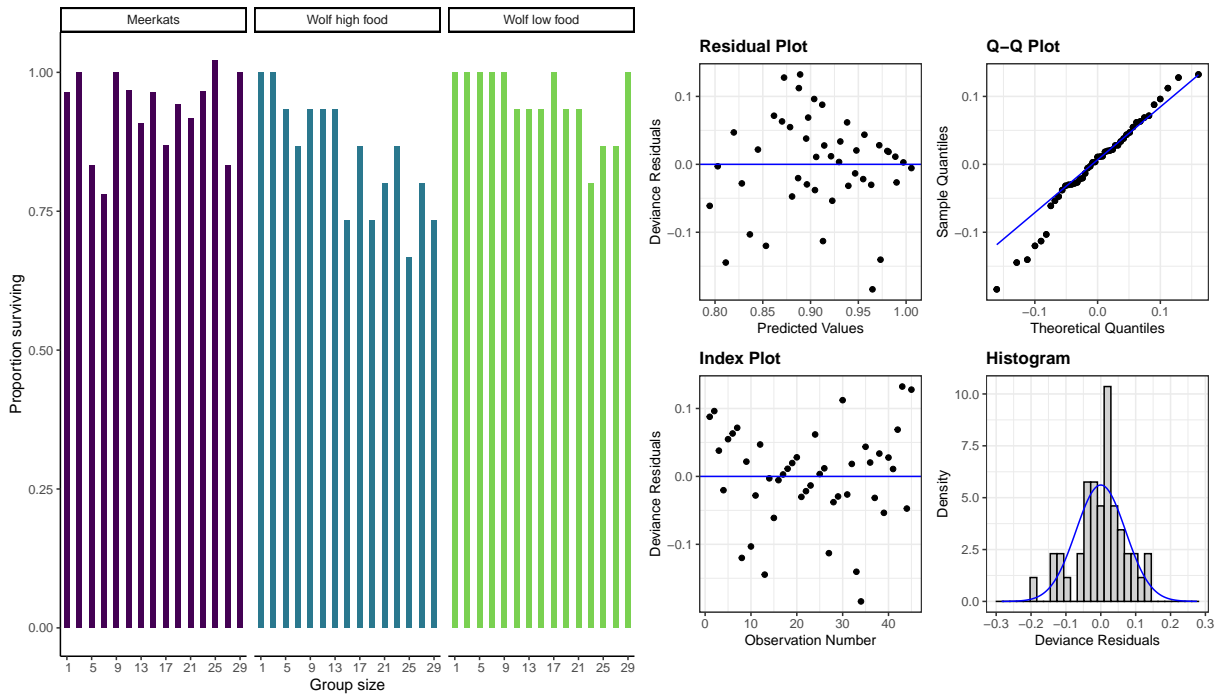 Meerkats
Wolf high food
Wolf low food
Proportion surviving
1.00
0.75
0.50
0.25
0.00
1 5 9 13 17 21 25 29
1 5 9 13 17 21 25 29
1 5 9 13 17 21 25 29
Group size
Residual Plot
Deviance Residuals
0.1
0.0
−0.1
0.80 0.85 0.90 0.95 1.00
Predicted Values
Q−Q Plot
Sample Quantiles
0.1
0.0
−0.1
−0.1 0.0 0.1
Theoretical Quantiles
Index Plot
Deviance Residuals
0.1
0.0
−0.1
0 10 20 30 40
Observation Number
Histogram
Density
10.0
7.5
5.0
2.5
0.0
−0.3 −0.2 −0.1 0.0 0.1 0.2 0.3
Deviance Residuals